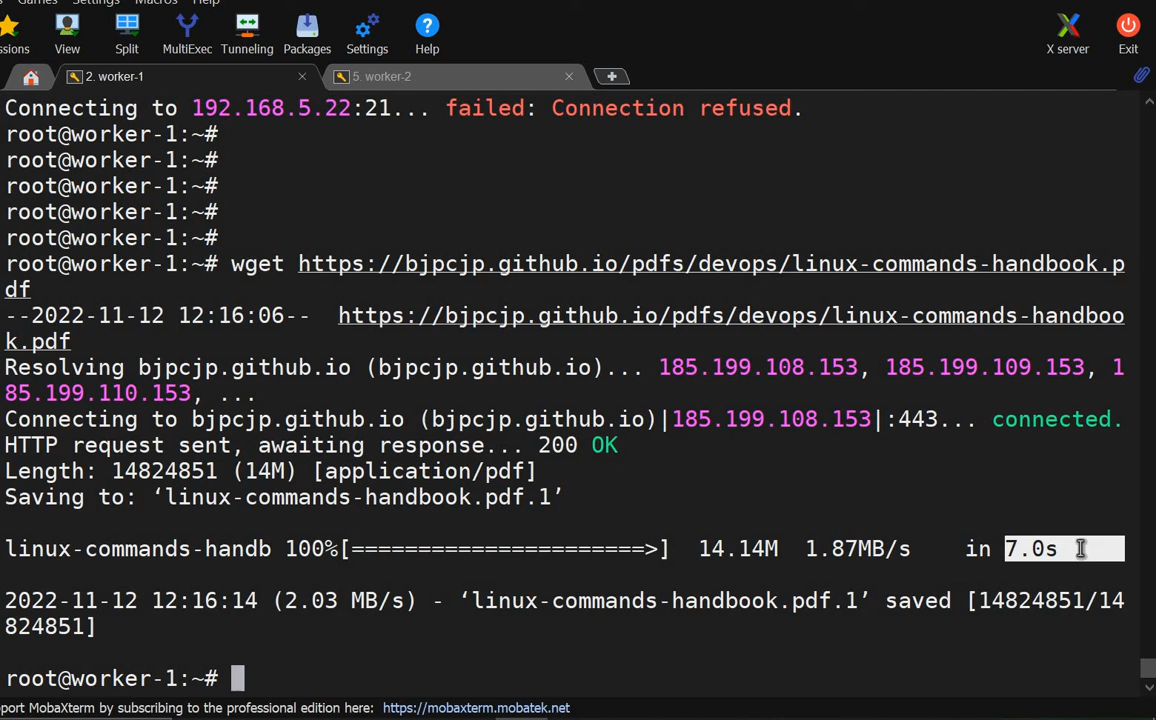 Games Settings Macros Help
ssions View Split MultiExec Tunneling Packages Settings Help X server Exit
2. worker-1 5. worker-2
Connecting to 192.168.5.22:21... failed: Connection refused.
root@worker-1:~#
root@worker-1:~#
root@worker-1:~#
root@worker-1:~#
root@worker-1:~#
root@worker-1:~# wget https://bjpcjp.github.io/pdfs/devops/linux-commands-handbook.p
df
--2022-11-12 12:16:06--  https://bjpcjp.github.io/pdfs/devops/linux-commands-handboo
k.pdf
Resolving bjpcjp.github.io (bjpcjp.github.io)... 185.199.108.153, 185.199.109.153, 1
85.199.110.153, ...
Connecting to bjpcjp.github.io (bjpcjp.github.io)|185.199.108.153|:443... connected.
HTTP request sent, awaiting response... 200 OK
Length: 14824851 (14M) [application/pdf]
Saving to: ‘linux-commands-handbook.pdf.1’
linux-commands-handb 100%[======================>]  14.14M  1.87MB/s    in 7.0s
2022-11-12 12:16:14 (2.03 MB/s) - ‘linux-commands-handbook.pdf.1’ saved [14824851/14
824851]
root@worker-1:~#
port MobaXterm by subscribing to the professional edition here: https://mobaxterm.mobatek.net